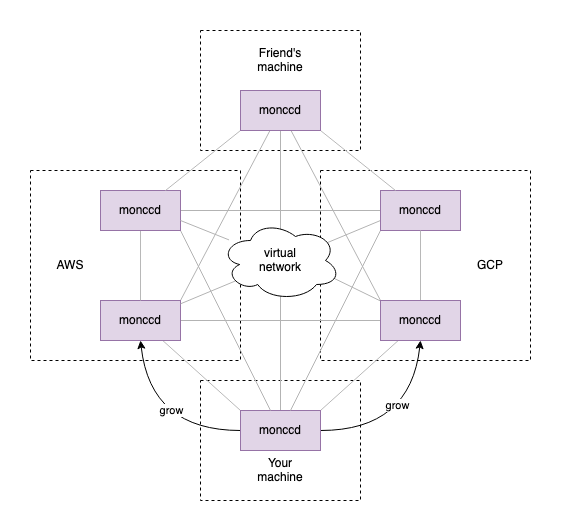 Friend's
machine
monccd
monccd
monccd
virtual
network
AWS
GCP
monccd
monccd
grow
grow
monccd
Your
machine